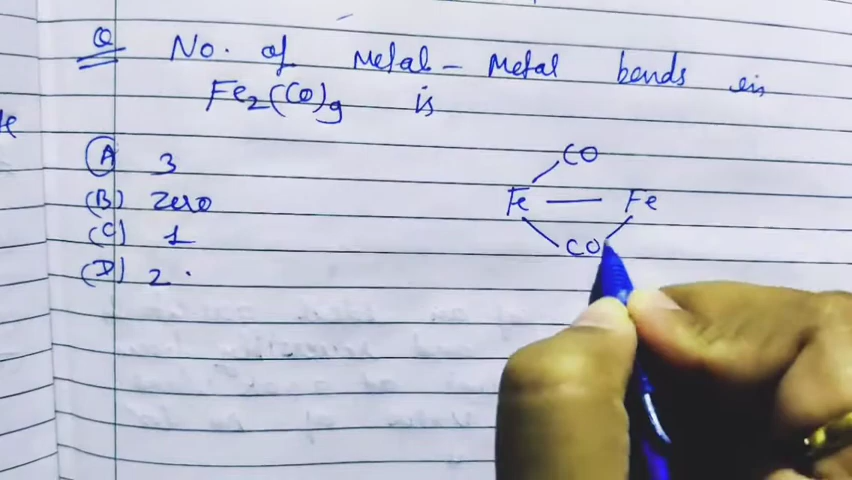 Q No. of Metal - Metal bonds in
Fe2(CO)9 is
(A) 3
(B) Zero
(C) 1
(D) 2.
CO
Fe — Fe
CO